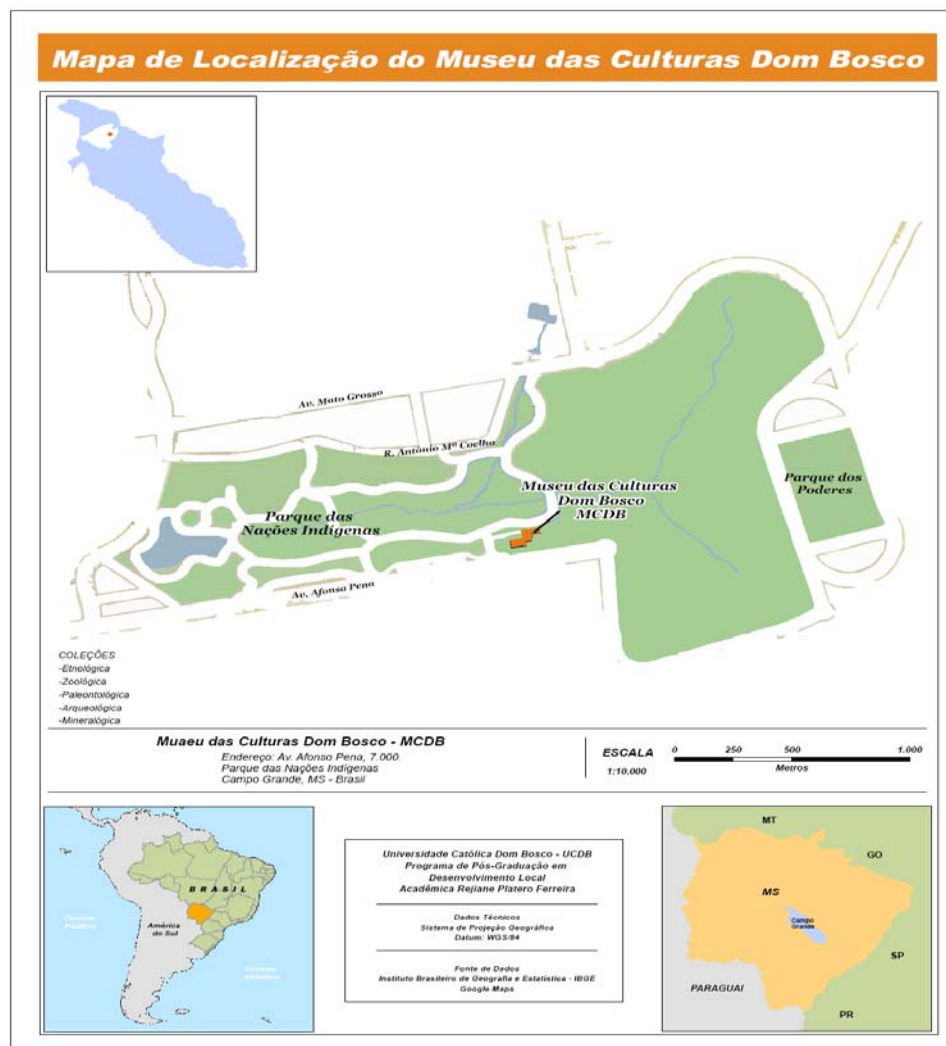 Mapa de Localização do Museu das Culturas Dom Bosco
Av. Mato Grosso
R. Antônio Mª Coelho
Museu das Culturas
Dom Bosco
MCDB
Parque dos
Poderes
Parque das
Nações Indígenas
Av. Afonso Pena
COLEÇÕES
-Etnológica
-Zoológica
-Paleontológica
-Arqueológica
-Mineralógica
Muaeu das Culturas Dom Bosco - MCDB
Endereço: Av. Afonso Pena, 7.000.
Parque das Nações Indígenas
Campo Grande, MS - Brasil
ESCALA
1:10.000
0 250 500 1.000
Metros
BRASIL
Oceano
Pacífico
América
do Sul
Oceano
Atlântico
Universidade Católica Dom Bosco - UCDB
Programa de Pós-Graduação em
Desenvolvimento Local
Acadêmica Rejiane Platero Ferreira
Dados Técnicos
Sistema de Projeção Geográfica
Datum: WGS/84
Fonte de Dados
Instituto Brasileiro de Geografia e Estatística - IBGE
Google Maps
MT
GO
MS
Campo
Grande
SP
PARAGUAI
PR